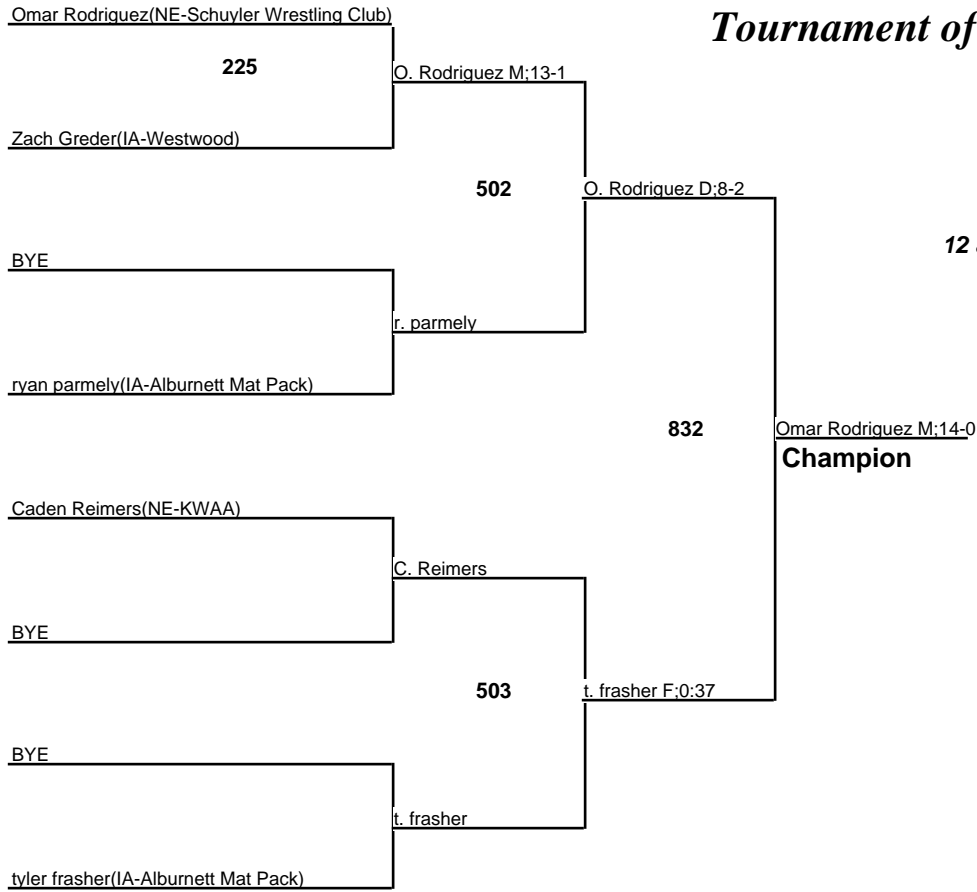 Omar Rodriguez(NE-Schuyler Wrestling Club)
Tournament of
225
O. Rodriguez M;13-1
Zach Greder(IA-Westwood)
502
O. Rodriguez D;8-2
12
BYE
r. parmely
ryan parmely(IA-Alburnett Mat Pack)
832
Omar Rodriguez M;14-0
Champion
Caden Reimers(NE-KWAA)
C. Reimers
BYE
503
t. frasher F;0:37
BYE
t. frasher
tyler frasher(IA-Alburnett Mat Pack)